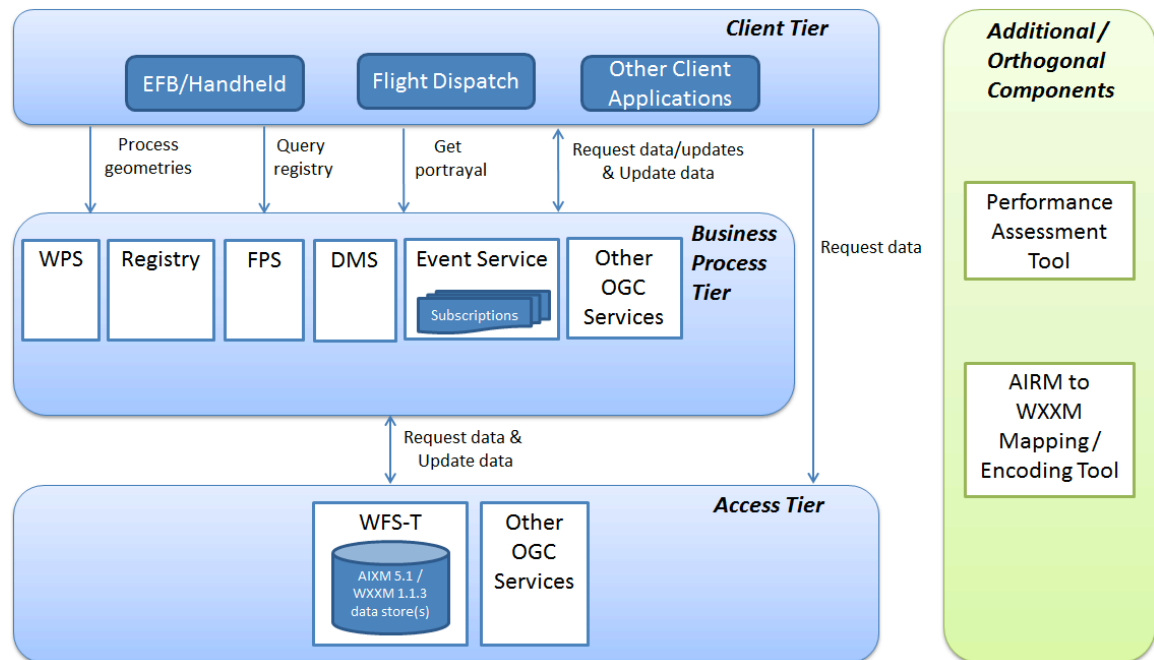 Client Tier
EFB/Handheld
Flight Dispatch
Other Client
Applications
Process
geometries
Query
registry
Get
portrayal
Request data/updates
& Update data
Request data
Business
Process
Tier
WPS
Registry
FPS
DMS
Event Service
Subscriptions
Other
OGC
Services
Request data &
Update data
Access Tier
WFS-T
AIXM 5.1 /
WXXM 1.1.3
data store(s)
Other
OGC
Services
Additional /
Orthogonal
Components
Performance
Assessment
Tool
AIRM to
WXXM
Mapping /
Encoding Tool